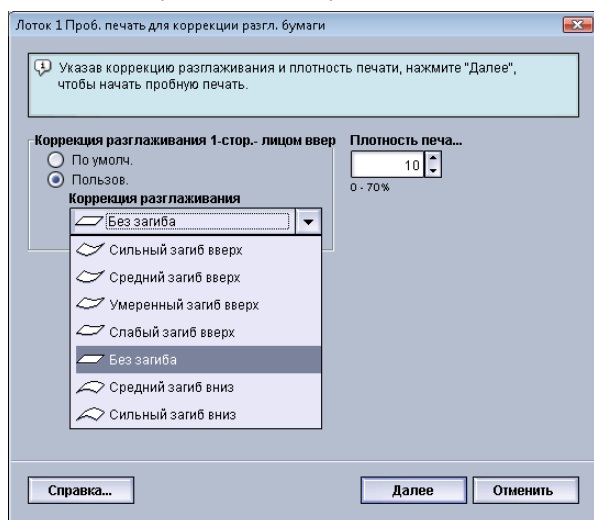 Лоток 1 Проб. печать для коррекции разгл. бумаги
Указав коррекцию разглаживания и плотность печати, нажмите "Далее",
чтобы начать пробную печать.
Коррекция разглаживания 1-стор.- лицом ввер
Плотность печа...
По умолч.
10
Пользов.
0 - 70%
Коррекция разглаживания
Без загиба
Сильный загиб вверх
Средний загиб вверх
Умеренный загиб вверх
Слабый загиб вверх
Без загиба
Средний загиб вниз
Сильный загиб вниз
Справка...
Далее
Отменить